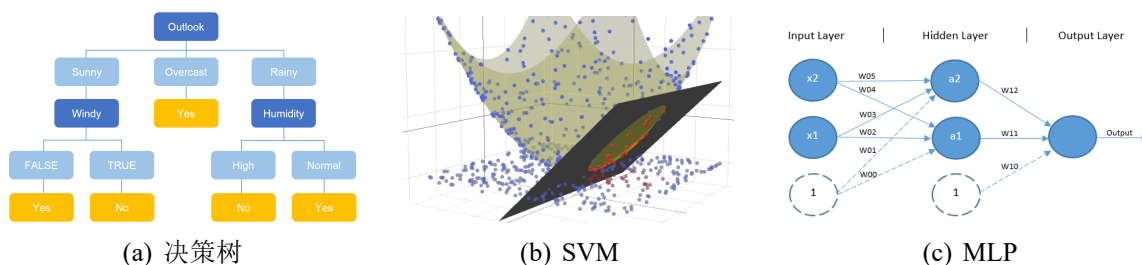 Outlook
Sunny Overcast Rainy
Windy Yes Humidity
FALSE TRUE High Normal
Yes No No Yes
(a) 决策树
(b) SVM
Input Layer | Hidden Layer | Output Layer
x2 W05 a2
W04 W12
W03
x1 W02 a1 W11 Output
W01
W00 W10
1 1
(c) MLP